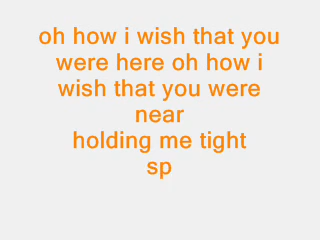 oh how i wish that you
were here oh how i
wish that you were
near
holding me tight
sp